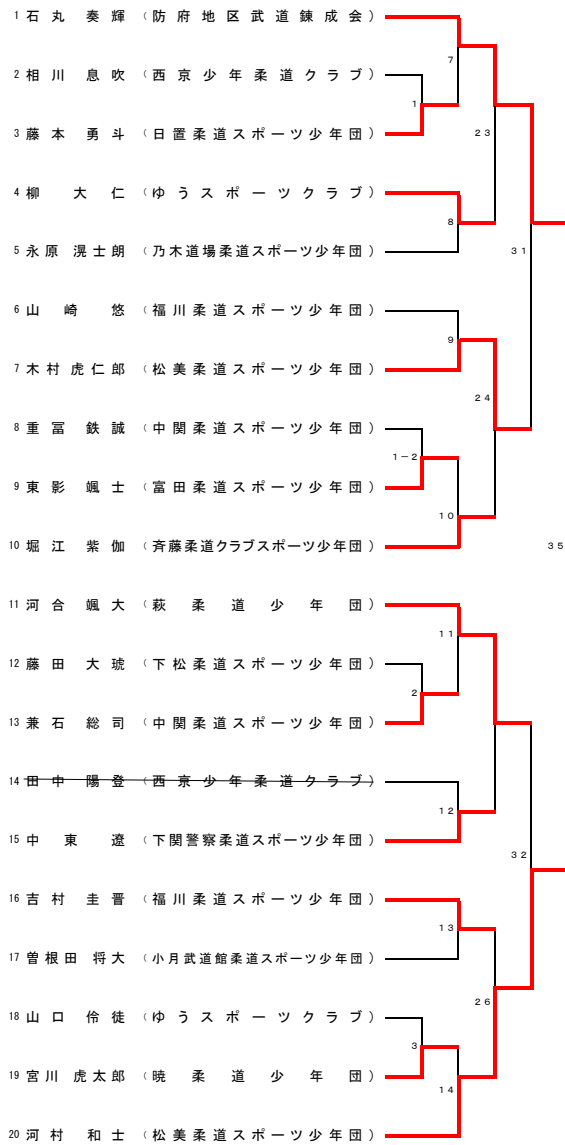 1 石丸 奏輝 (防府地区武道錬成会)
7
2 相川 息吹 (西京少年柔道クラブ)
1
3 藤本 勇斗 (日置柔道スポーツ少年団)
23
4 柳 大仁 (ゆうスポーツクラブ)
8
5 永原 滉士朗 (乃木道場柔道スポーツ少年団)
31
6 山崎 悠 (福川柔道スポーツ少年団)
9
7 木村虎仁郎 (松美柔道スポーツ少年団)
24
8 重冨 鉄誠 (中関柔道スポーツ少年団)
1-2
9 東影 颯士 (富田柔道スポーツ少年団)
10
10 堀江 紫伽 (斉藤柔道クラブスポーツ少年団)
35
11 河合 颯大 (萩柔道少年団)
11
12 藤田 大琥 (下松柔道スポーツ少年団)
2
13 兼石 総司 (中関柔道スポーツ少年団)
14 田中 陽登 (西京少年柔道クラブ)
12
15 中東 遼 (下関警察柔道スポーツ少年団)
32
16 吉村 圭晋 (福川柔道スポーツ少年団)
13
17 曽根田 将大 (小月武道館柔道スポーツ少年団)
26
18 山口 伶徒 (ゆうスポーツクラブ)
3
19 宮川 虎太郎 (暁柔道少年団)
14
20 河村 和士 (松美柔道スポーツ少年団)